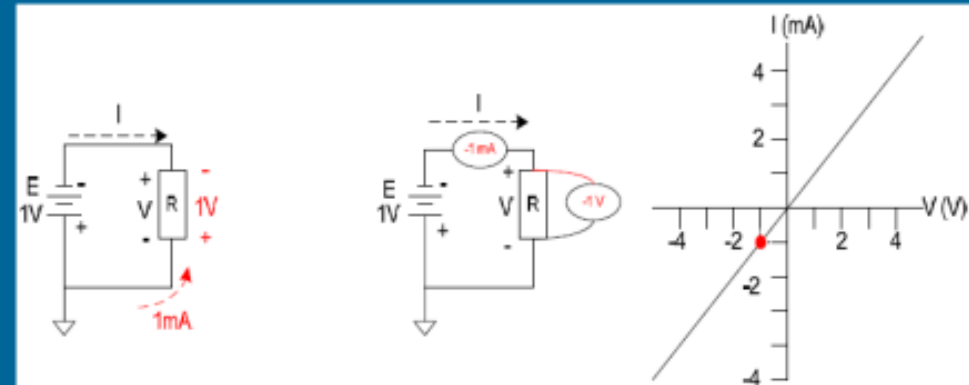 I
E
1V
-
+
+
V
-
R
-
1V
+
1mA
I
-1mA
E
1V
-
+
+
V
-
R
-1V
I (mA)
4
2
-4 -2 2 4 V (V)
-2
-4